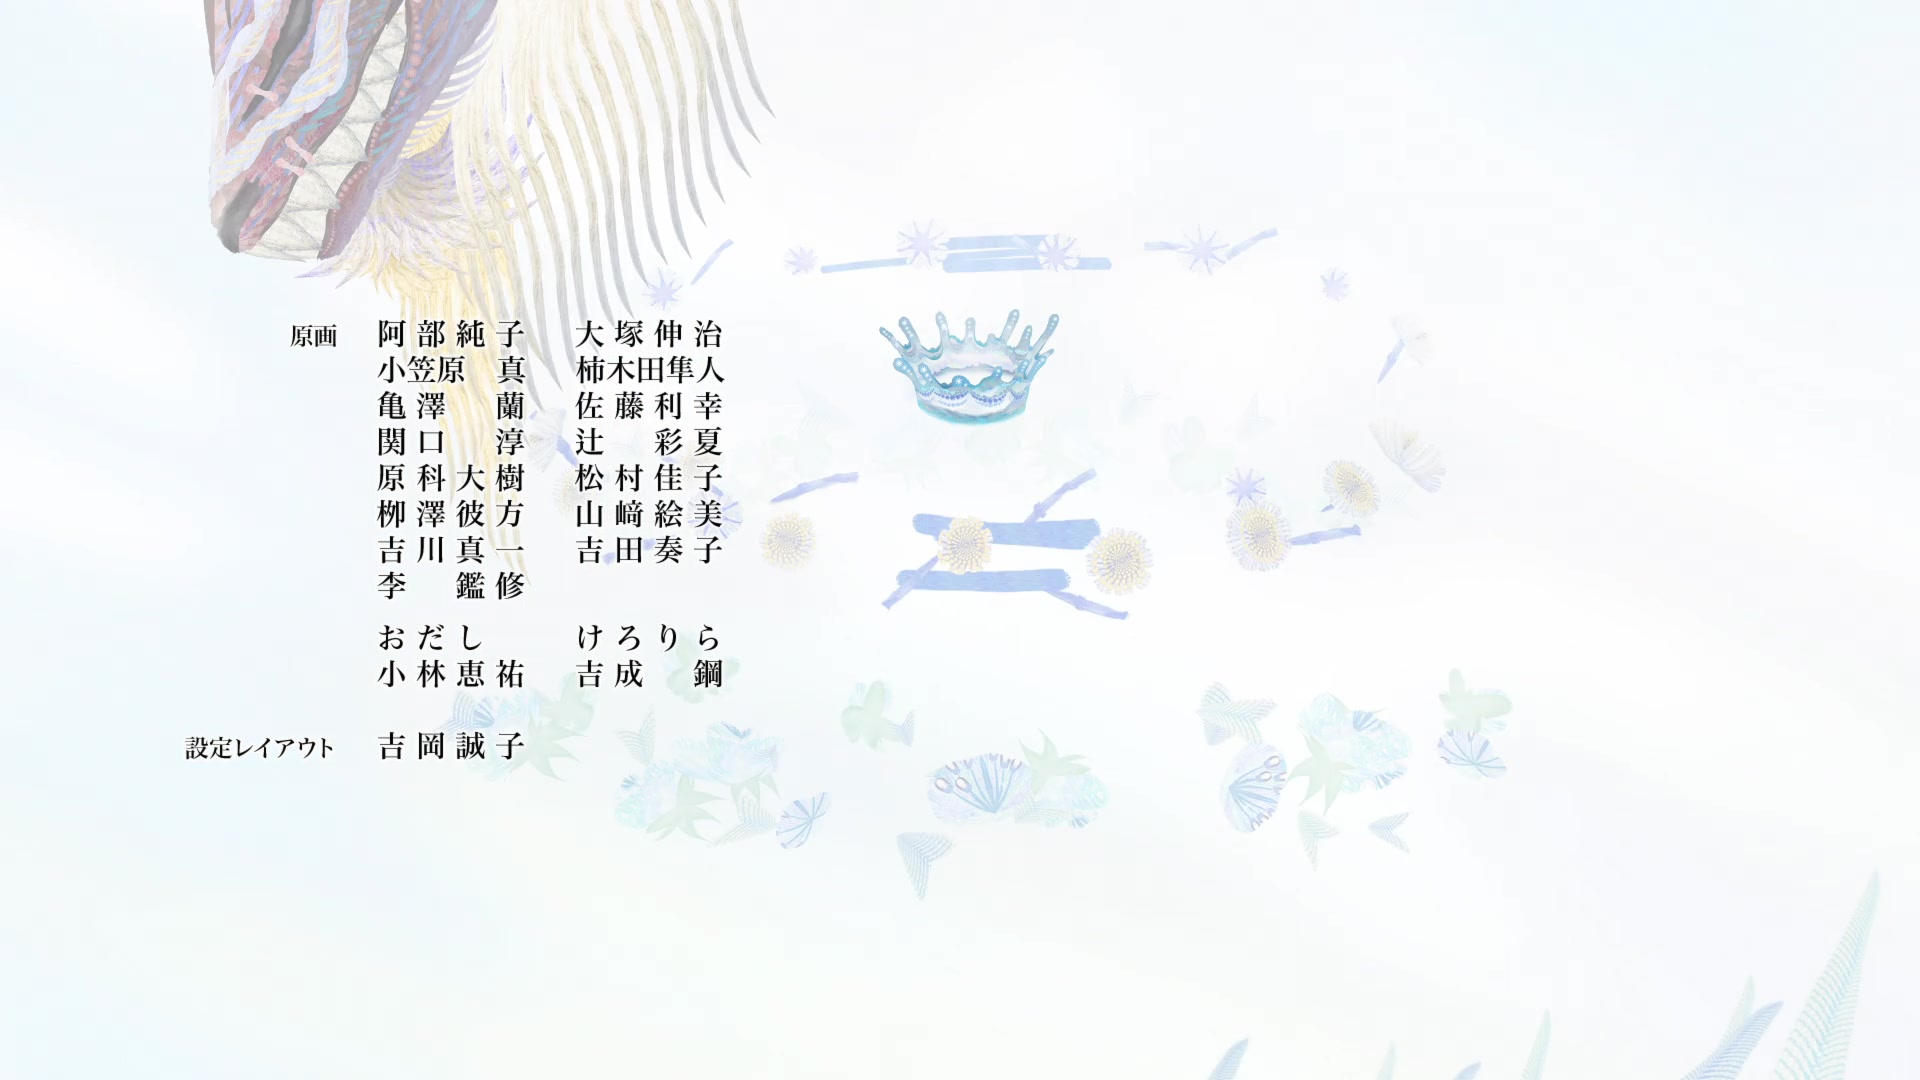 原画 阿部純子 大塚伸治
小笠原 真 柿木田隼人
亀澤 蘭 佐藤利幸
関口 淳 辻 彩夏
原科大樹 松村佳子
栁澤彼方 山﨑絵美
吉川真一 吉田奏子
李 鑑修
おだし けろりら
小林恵祐 吉成 鋼
設定レイアウト 吉岡誠子